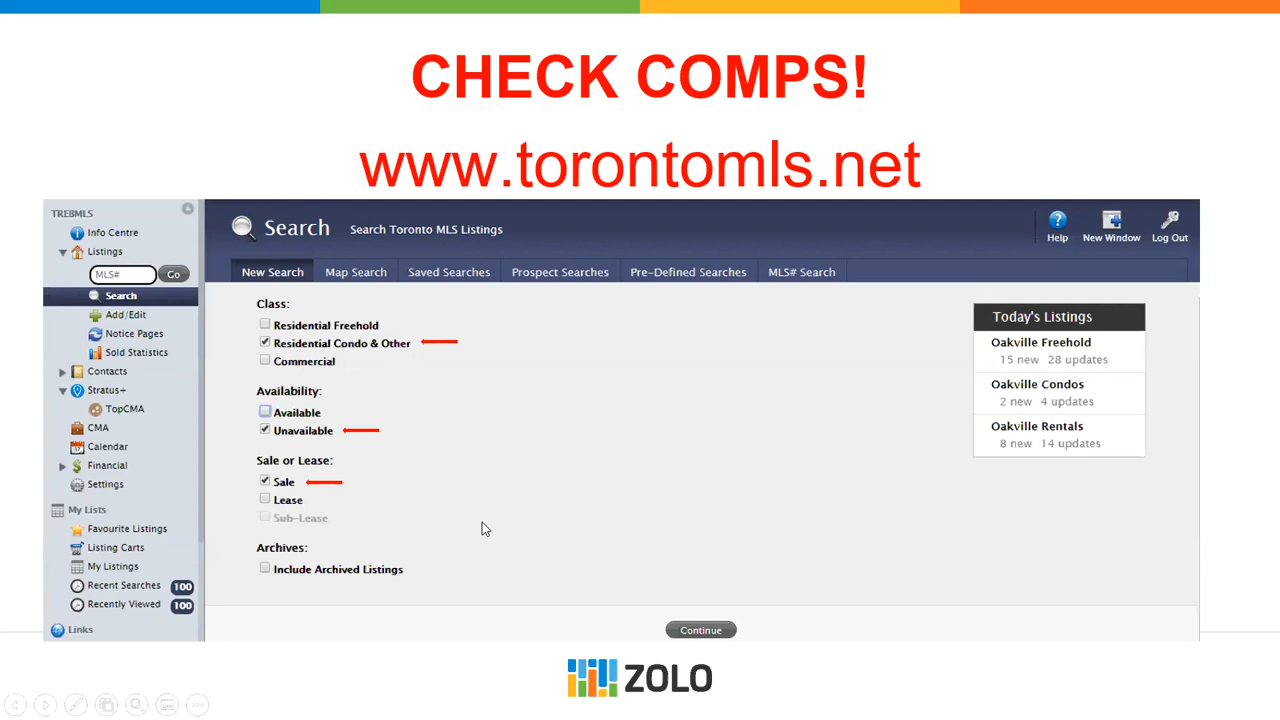 CHECK COMPS!
www.torontomls.net
TREBMLS
Info Centre
Listings
MLS# Go
Search
Add/Edit
Notice Pages
Sold Statistics
Contacts
Stratus+
TopCMA
CMA
Calendar
Financial
Settings
My Lists
Favourite Listings
Listing Carts
My Listings
Recent Searches 100
Recently Viewed 100
Links
Search Search Toronto MLS Listings
Help New Window Log Out
New Search Map Search Saved Searches Prospect Searches Pre-Defined Searches MLS# Search
Class:
Residential Freehold
Residential Condo & Other
Commercial
Availability:
Available
Unavailable
Sale or Lease:
Sale
Lease
Sub-Lease
Archives:
Include Archived Listings
Continue
Today's Listings
Oakville Freehold
15 new 28 updates
Oakville Condos
2 new 4 updates
Oakville Rentals
8 new 14 updates
ZOLO